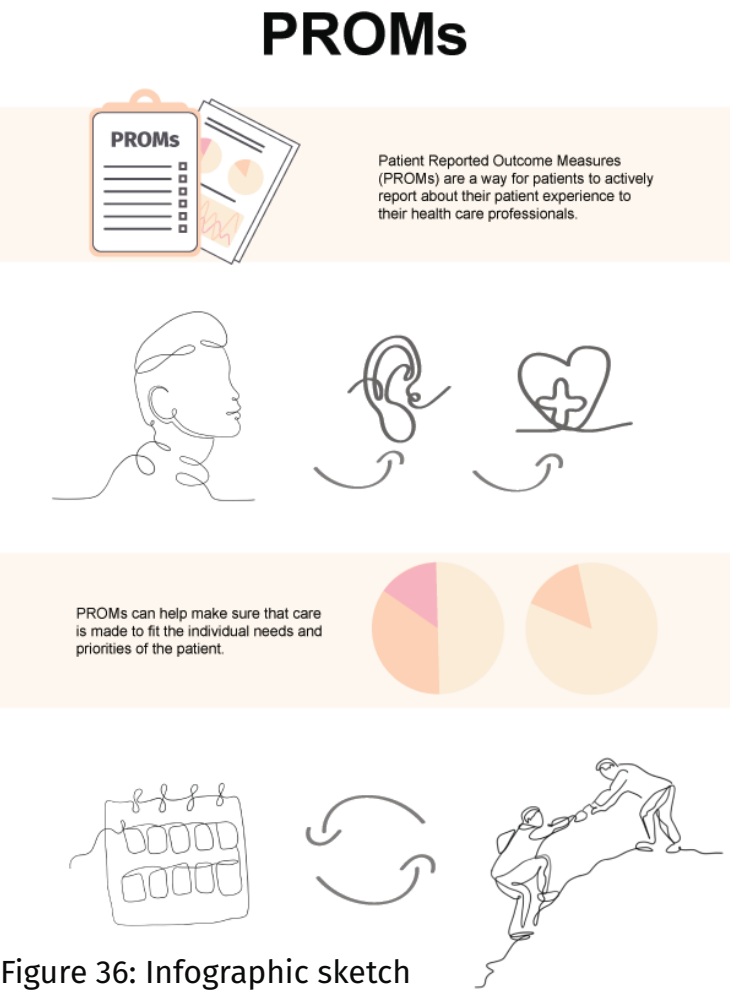 PROMs
PROMs
Patient Reported Outcome Measures
(PROMs) are a way for patients to actively
report about their patient experience to
their health care professionals.
PROMs can help make sure that care
is made to fit the individual needs and
priorities of the patient.
Figure 36: Infographic sketch